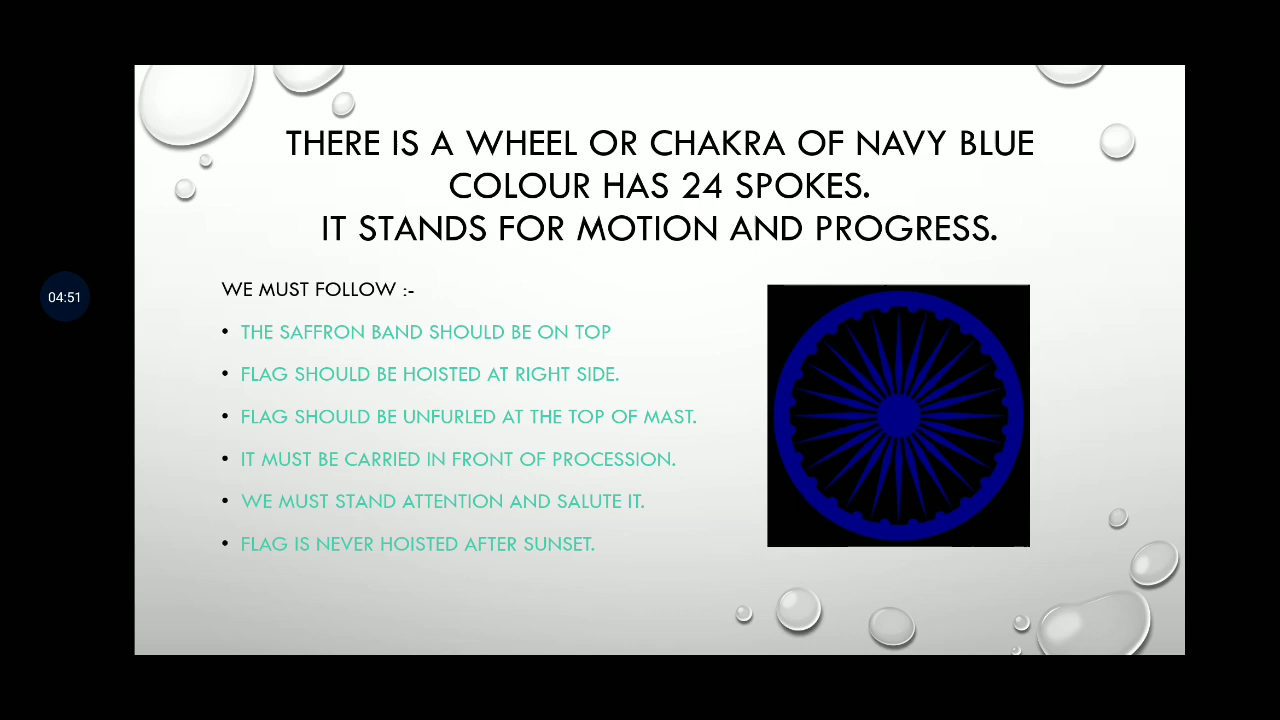 THERE IS A WHEEL OR CHAKRA OF NAVY BLUE
COLOUR HAS 24 SPOKES.
IT STANDS FOR MOTION AND PROGRESS.
WE MUST FOLLOW :-
• THE SAFFRON BAND SHOULD BE ON TOP
• FLAG SHOULD BE HOISTED AT RIGHT SIDE.
• FLAG SHOULD BE UNFURLED AT THE TOP OF MAST.
• IT MUST BE CARRIED IN FRONT OF PROCESSION.
• WE MUST STAND ATTENTION AND SALUTE IT.
• FLAG IS NEVER HOISTED AFTER SUNSET.
04:51